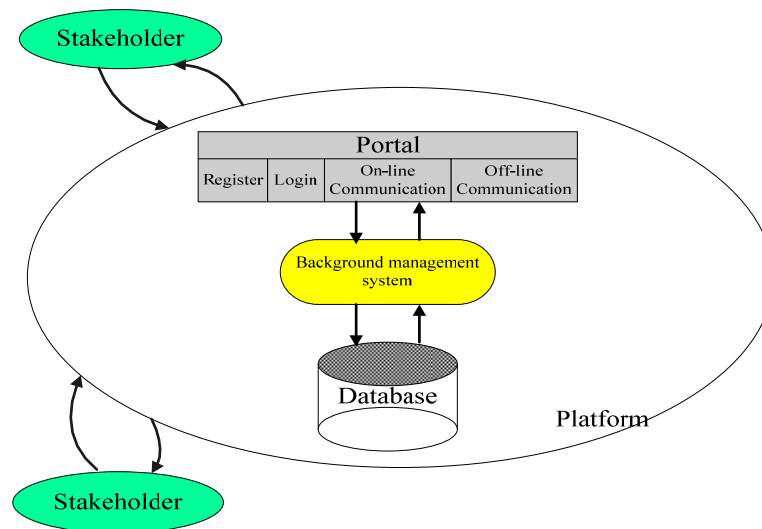 Stakeholder
Portal
Register
Login
On-line
Communication
Off-line
Communication
Background management
system
Database
Platform
Stakeholder